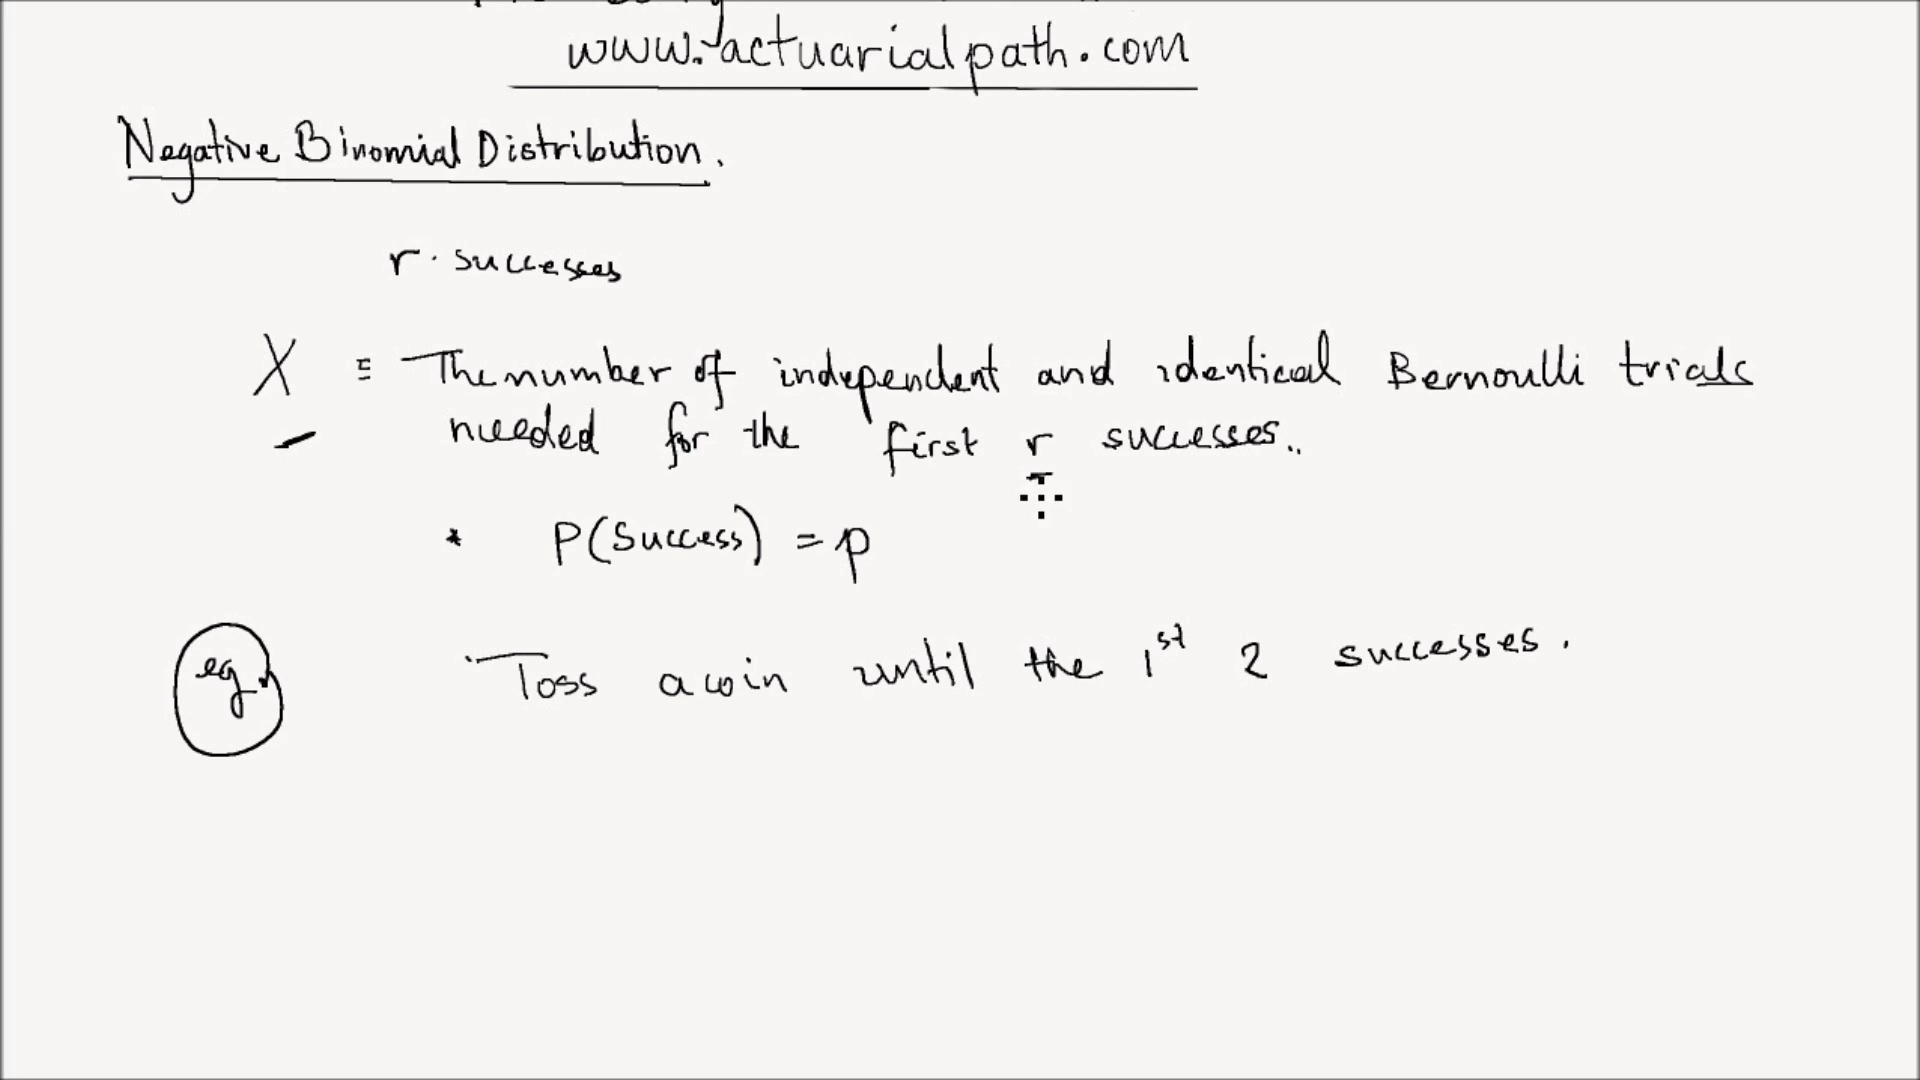 www.actuarialpath.com
Negative Binomial Distribution.
r. successes
X ≡ The number of independent and identical Bernoulli trials
needed for the first r successes..
* P(Success) = p
eg. Toss a coin until the 1st 2 successes.